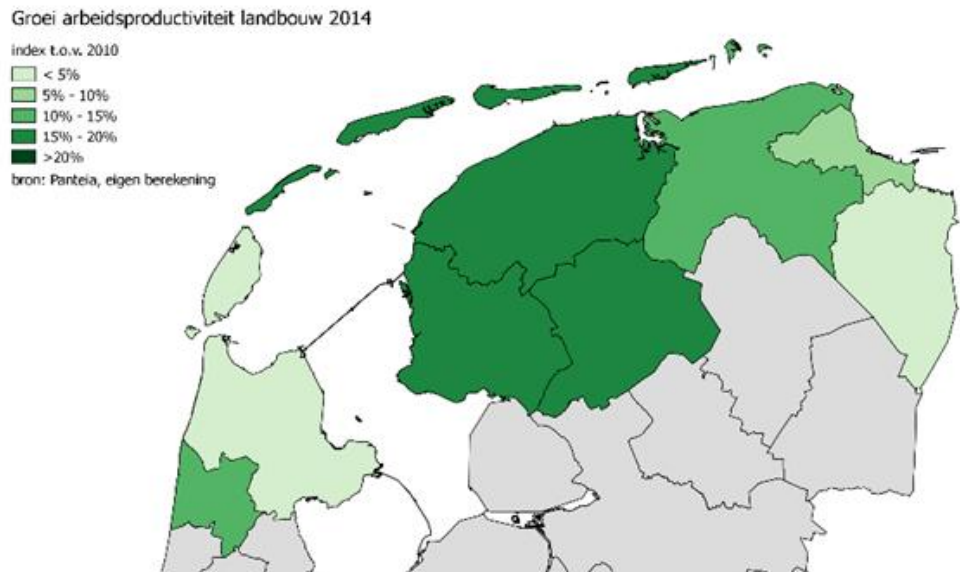 Groei arbeidsproductiviteit landbouw 2014
index t.o.v. 2010
< 5%
5% - 10%
10% - 15%
15% - 20%
>20%
bron: Panteia, eigen berekening